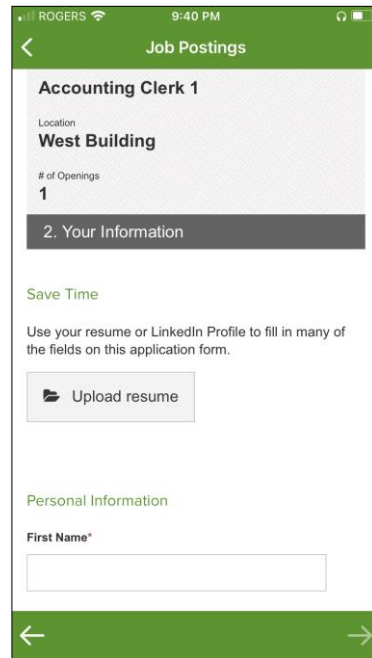 ROGERS 9:40 PM
Job Postings
Accounting Clerk 1
Location
West Building
# of Openings
1
2. Your Information
Save Time
Use your resume or LinkedIn Profile to fill in many of
the fields on this application form.
Upload resume
Personal Information
First Name*